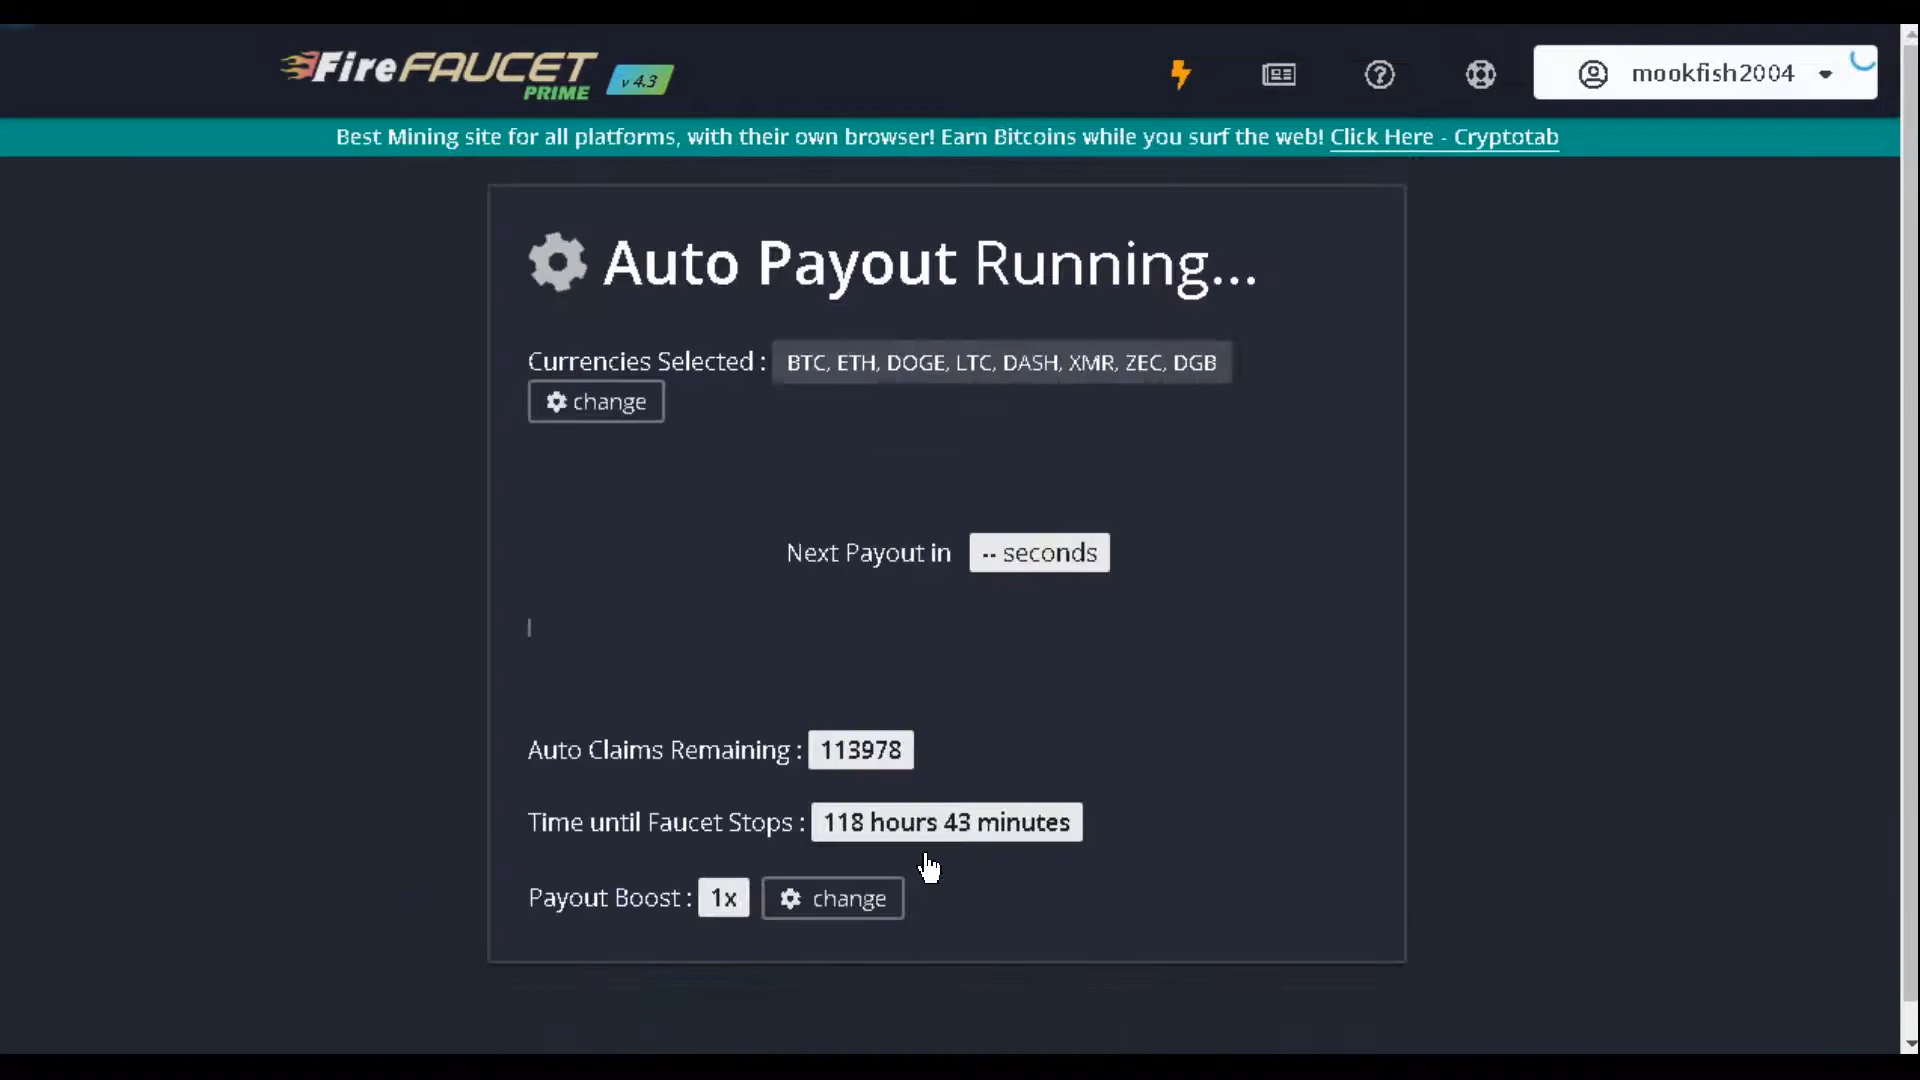 FireFAUCET
PRIME
v 4.3
mookfish2004
Best Mining site for all platforms, with their own browser! Earn Bitcoins while you surf the web! Click Here - Cryptotab
Auto Payout Running...
Currencies Selected : BTC, ETH, DOGE, LTC, DASH, XMR, ZEC, DGB
change
Next Payout in -- seconds
Auto Claims Remaining : 113978
Time until Faucet Stops : 118 hours 43 minutes
Payout Boost : 1x change